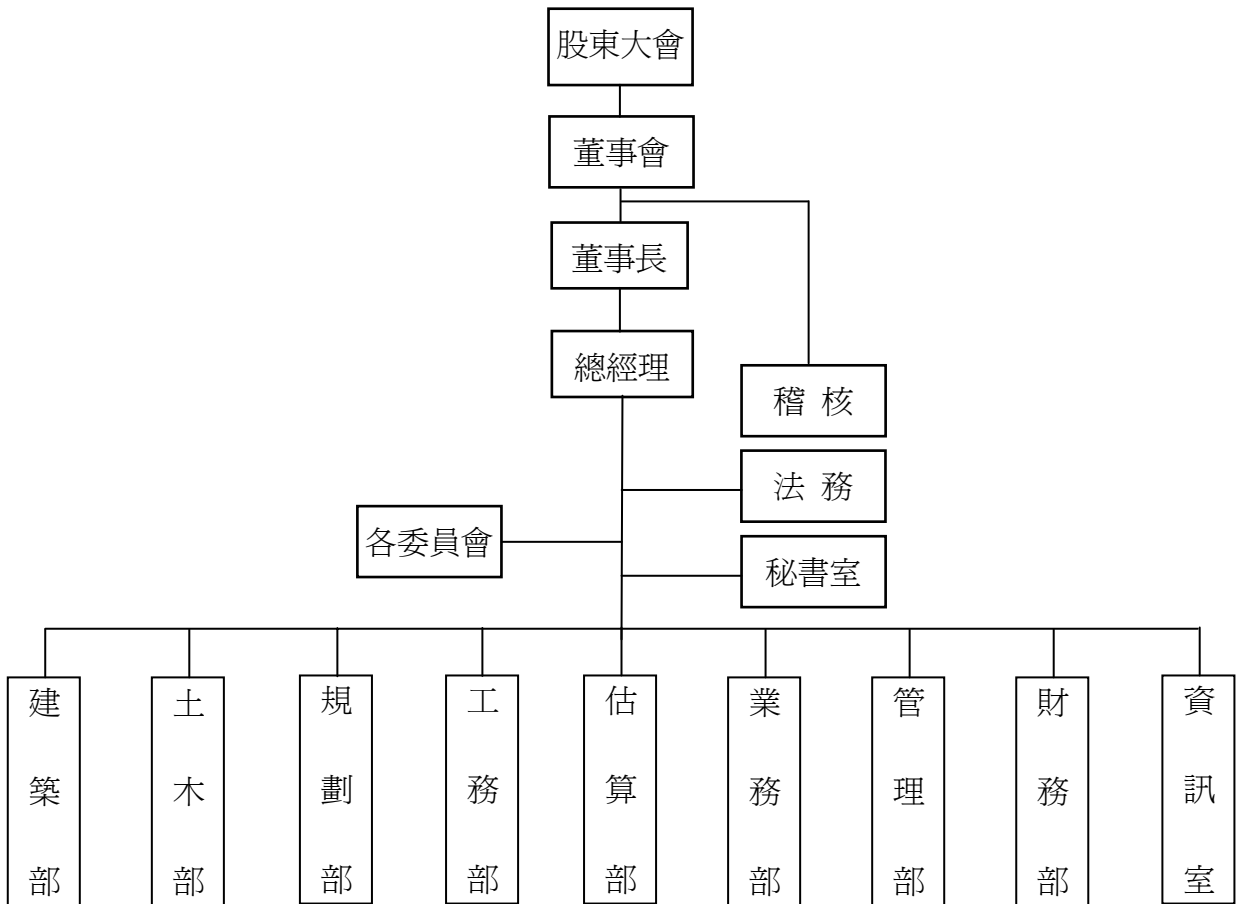 股東大會
董事會
董事長
總經理
稽核
法務
各委員會
秘書室
建築部
土木部
規劃部
工務部
估算部
業務部
管理部
財務部
資訊室